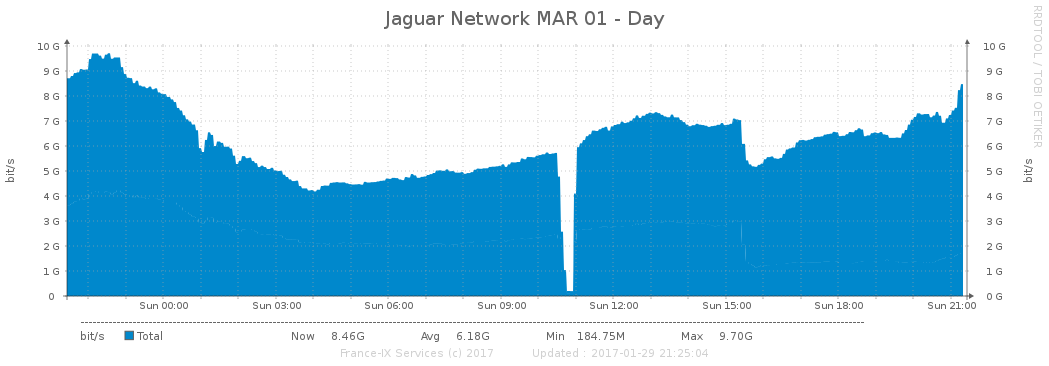 Jaguar Network MAR 01 - Day
RRDTOOL / TOBI OETIKER
10 G 10 G
9 G 9 G
8 G 8 G
7 G 7 G
6 G 6 G
5 G 5 G
4 G 4 G
3 G 3 G
2 G 2 G
1 G 1 G
0 0 G
bit/s bit/s
Sun 00:00 Sun 03:00 Sun 06:00 Sun 09:00 Sun 12:00 Sun 15:00 Sun 18:00 Sun 21:00
bit/s Total Now 8.46G Avg 6.18G Min 184.75M Max 9.70G
France-IX Services (c) 2017 Updated : 2017-01-29 21:25:04